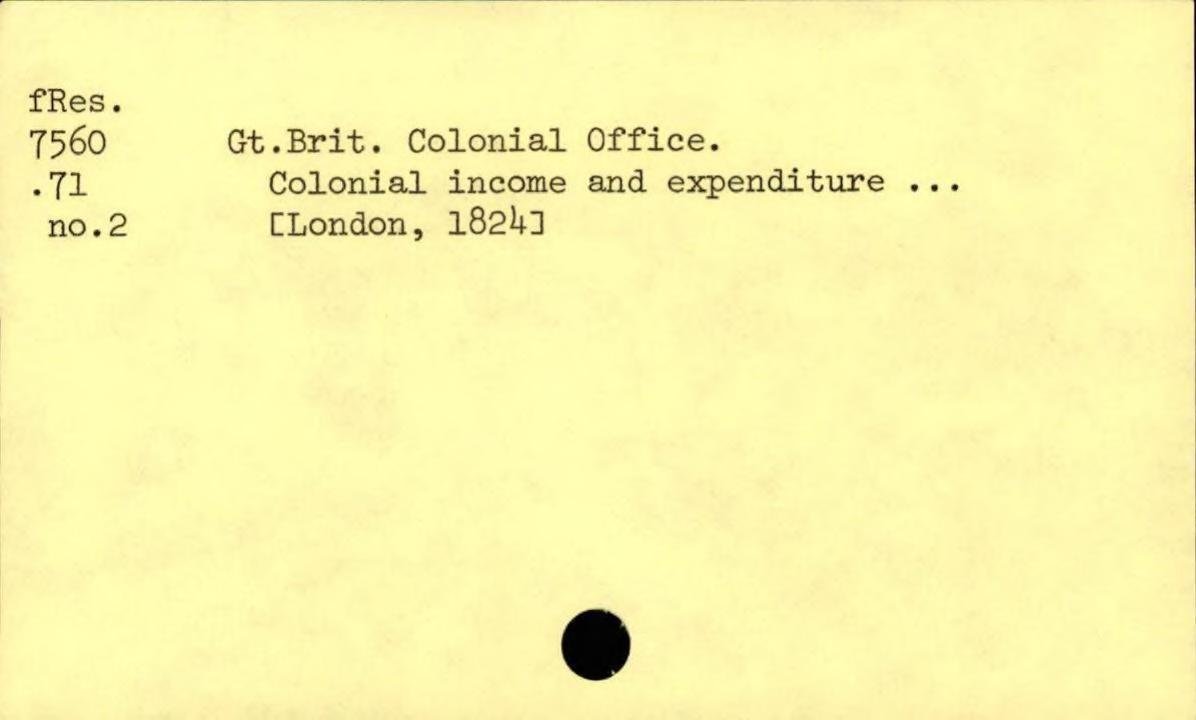 fRes.
7560 Gt.Brit. Colonial Office.
.71 Colonial income and expenditure ...
no.2 [London, 1824]